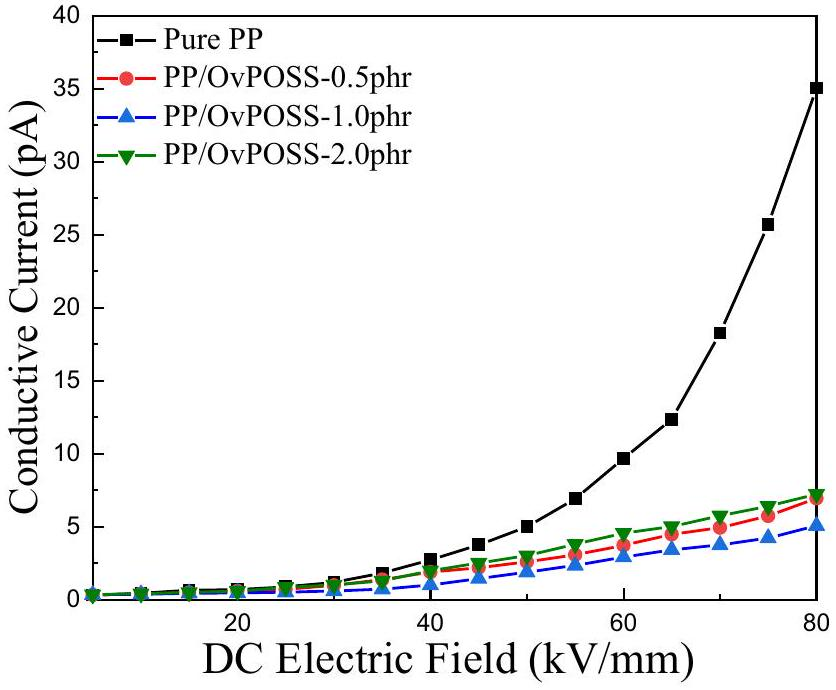 40
35
30
25
20
15
10
5
0
Conductive Current (pA)
Pure PP
PP/OvPOSS-0.5phr
PP/OvPOSS-1.0phr
PP/OvPOSS-2.0phr
20
40
60
80
DC Electric Field (kV/mm)